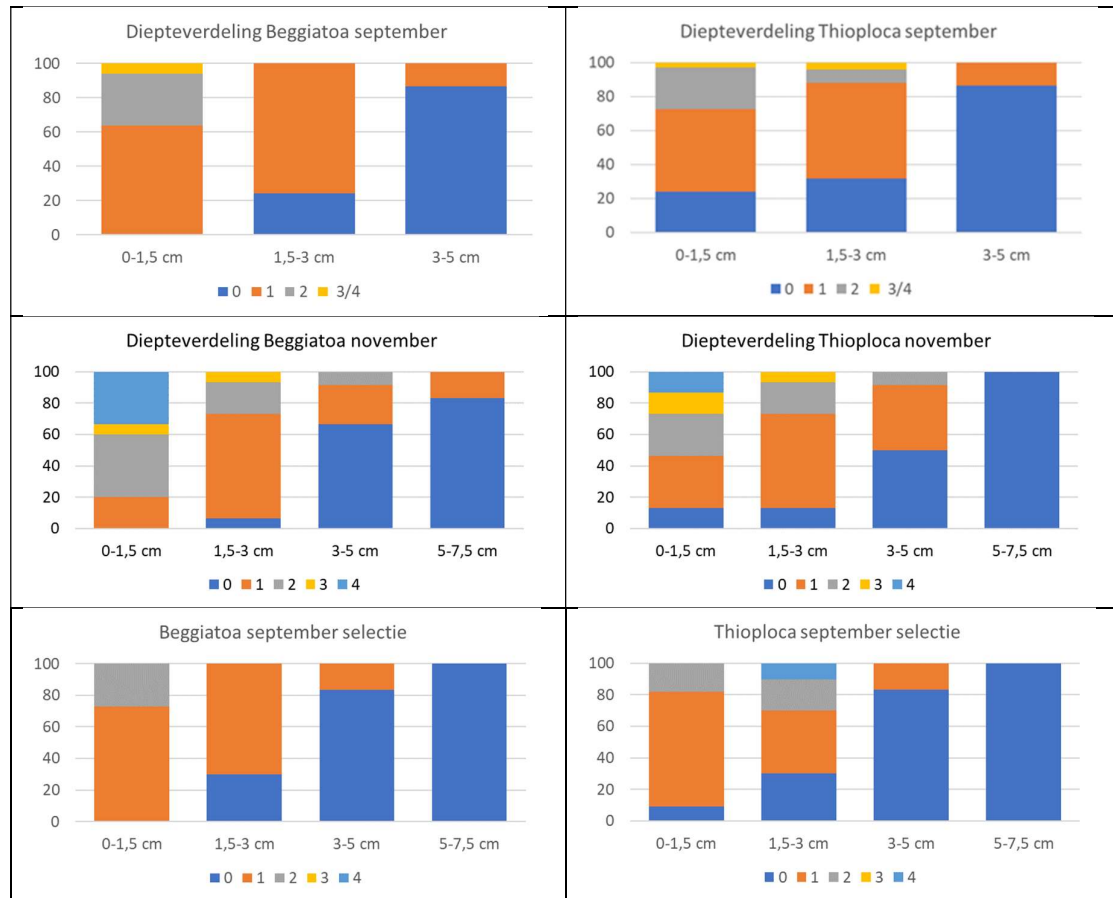 Diepteverdeling Beggiatoa september
100
80
60
40
20
0
0-1,5 cm 1,5-3 cm 3-5 cm
0 1 2 3/4
Diepteverdeling Thioploca september
100
80
60
40
20
0
0-1,5 cm 1,5-3 cm 3-5 cm
0 1 2 3/4
Diepteverdeling Beggiatoa november
100
80
60
40
20
0
0-1,5 cm 1,5-3 cm 3-5 cm 5-7,5 cm
0 1 2 3 4
Diepteverdeling Thioploca november
100
80
60
40
20
0
0-1,5 cm 1,5-3 cm 3-5 cm 5-7,5 cm
0 1 2 3 4
Beggiatoa september selectie
100
80
60
40
20
0
0-1,5 cm 1,5-3 cm 3-5 cm 5-7,5 cm
0 1 2 3 4
Thioploca september selectie
100
80
60
40
20
0
0-1,5 cm 1,5-3 cm 3-5 cm 5-7,5 cm
0 1 2 3 4